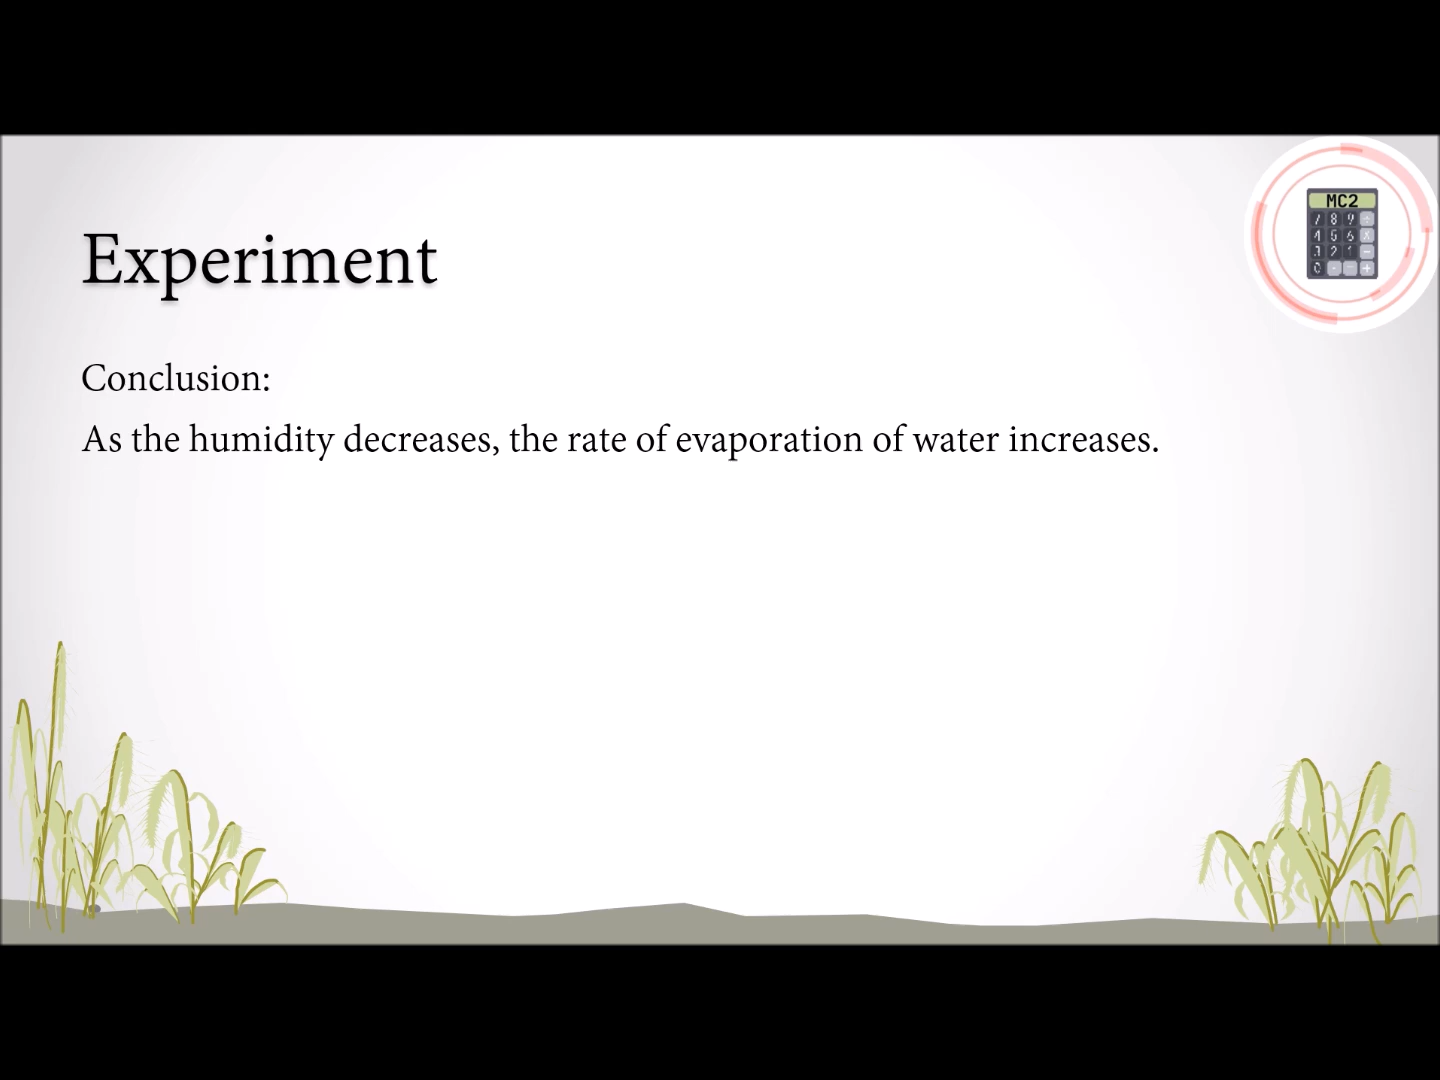 Experiment
MC2
Conclusion:
As the humidity decreases, the rate of evaporation of water increases.